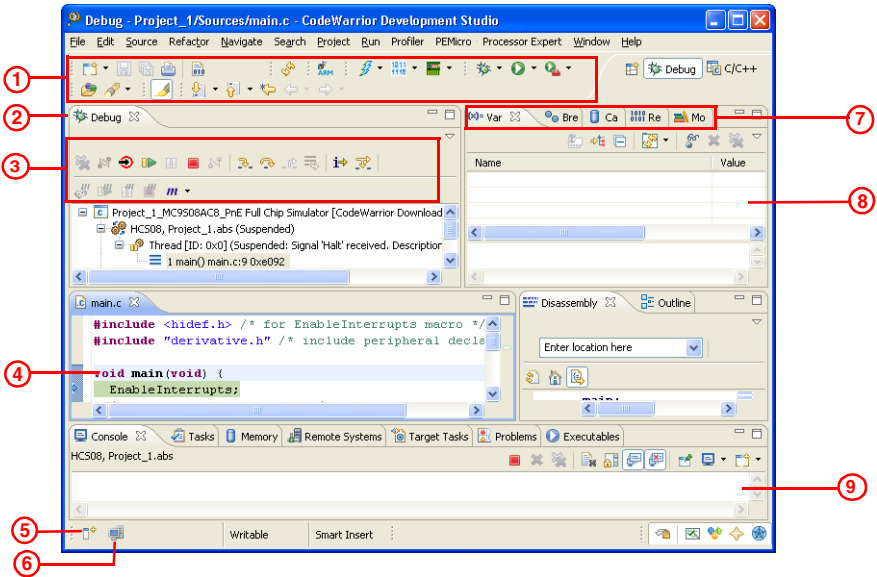 Debug - Project_1/Sources/main.c - CodeWarrior Development Studio
File Edit Source Refactor Navigate Search Project Run Profiler PEMicro Processor Expert Window Help
1
Debug C/C++
2
Debug
(x)= Var Bre Ca Re Mo
7
3
Name Value
8
Project_1_MC9S08AC8_PnE Full Chip Simulator [CodeWarrior Download
HCS08, Project_1.abs (Suspended)
Thread [ID: 0x0] (Suspended: Signal 'Halt' received. Description
1 main() main.c:9 0xe092
main.c
Disassembly Outline
#include <hidef.h> /* for EnableInterrupts macro */
#include "derivative.h" /* include peripheral decla
Enter location here
4
void main(void) {
EnableInterrupts;
main:
Console Tasks Memory Remote Systems Target Tasks Problems Executables
HCS08, Project_1.abs
9
5
Writable Smart Insert
6